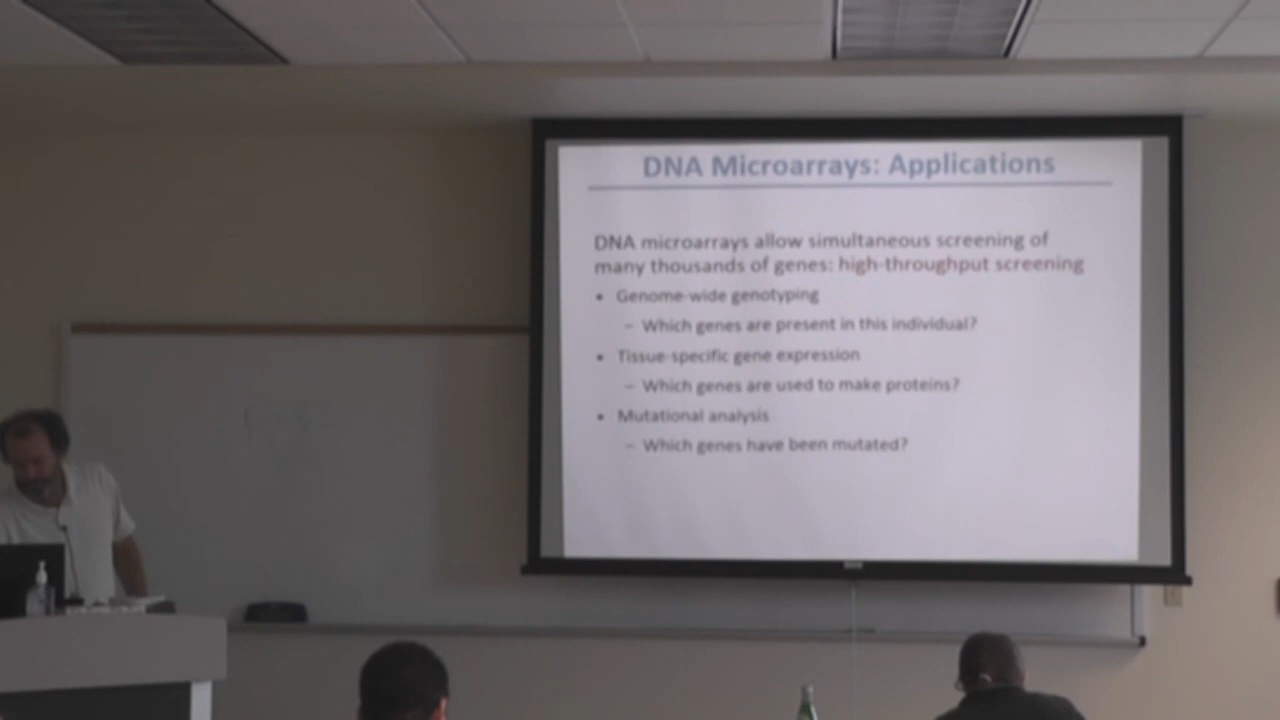 DNA Microarrays: Applications
DNA microarrays allow simultaneous screening of
many thousands of genes: high-throughput screening
• Genome-wide genotyping
– Which genes are present in this individual?
• Tissue-specific gene expression
– Which genes are used to make proteins?
• Mutational analysis
– Which genes have been mutated?